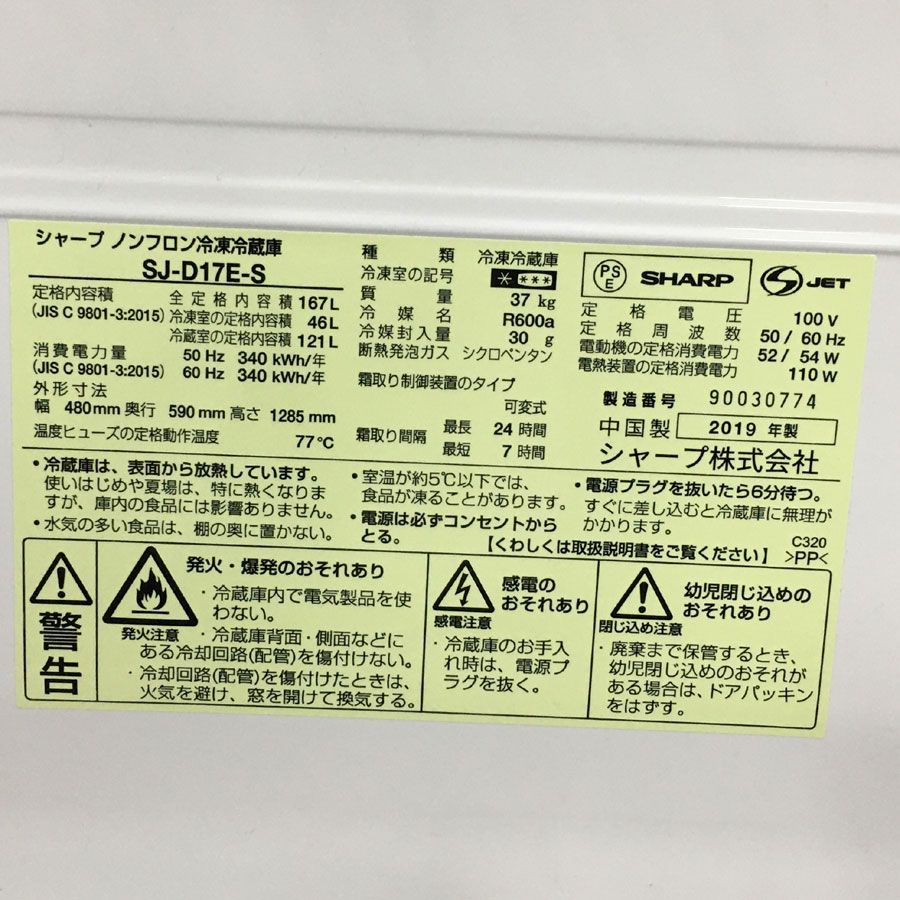 シャープ ノンフロン冷凍冷蔵庫
SJ-D17E-S
定格内容積
(JIS C 9801-3:2015)
全定格内容積 167L
冷凍室の定格内容積 46L
冷蔵室の定格内容積 121L
消費電力量
(JIS C 9801-3:2015)
50 Hz 340 kWh/年
60 Hz 340 kWh/年
外形寸法
幅 480mm 奥行 590mm 高さ 1285mm
温度ヒューズの定格動作温度 77℃
種類 冷凍冷蔵庫
冷凍室の記号 * ***
質量 37 kg
冷媒 R600a
冷媒封入量 30 g
断熱発泡ガス シクロペンタン
霜取り制御装置のタイプ
可変式
霜取り間隔
最長 24 時間
最短 7 時間
PS
E
SHARP
JET
定格電圧 100 V
定格周波数 50 / 60 Hz
電動機の定格消費電力 52 / 54 W
電熱装置の定格消費電力 110 W
製造番号 90030774
中国製 2019 年製
シャープ株式会社
・冷蔵庫は、表面から放熱しています。
使いはじめや夏場は、特に熱くなりま
すが、庫内の食品には影響ありません。
・水気の多い食品は、棚の奥に置かない。
・室温が約5℃以下では、
食品が凍ることがあります。
・電源は必ずコンセントから
とる。
・電源プラグを抜いたら6分待つ。
すぐに差し込むと冷蔵庫に無理が
かかります。
【くわしくは取扱説明書をご覧ください】
C320
>PP<
警告
発火・爆発のおそれあり
発火注意
・冷蔵庫内で電気製品を使
わない。
・冷蔵庫背面・側面などに
ある冷却回路(配管)を傷付けない。
・冷却回路(配管)を傷付けたときは、
火気を避け、窓を開けて換気する。
感電の
おそれあり
感電注意
・冷蔵庫のお手入
れ時は、電源プ
ラグを抜く。
幼児閉じ込めの
おそれあり
閉じ込め注意
・廃棄まで保管するとき、
幼児閉じ込めのおそれが
ある場合は、ドアパッキン
をはずす。